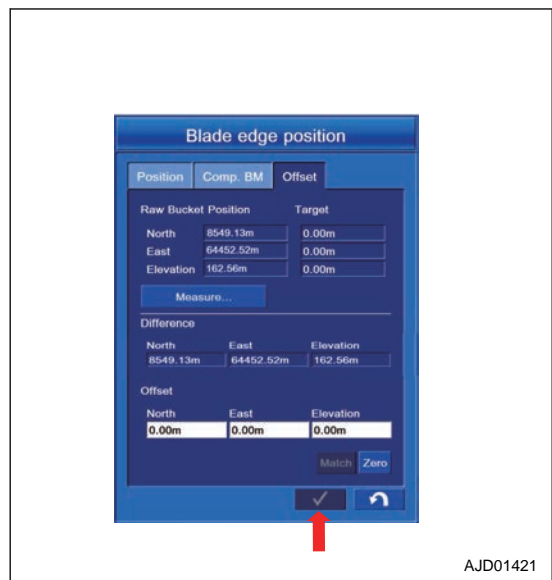 Blade edge position
Position Comp. BM Offset
Raw Bucket Position Target
North 8549.13m 0.00m
East 64452.52m 0.00m
Elevation 162.56m 0.00m
Measure...
Difference
North East Elevation
8549.13m 64452.52m 162.56m
Offset
North East Elevation
0.00m 0.00m 0.00m
Match Zero
AJD01421